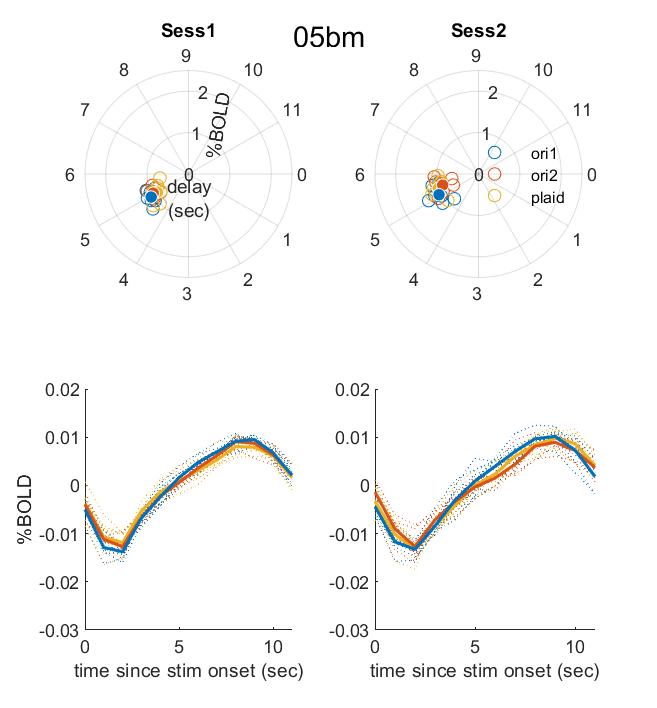 05bm
Sess1
Sess2
9
8 10
7 11
6 0
5 1
4 2
3
2
1
0
%BOLD
delay
(sec)
9
8 10
7 11
6 0
5 1
4 2
3
2
1
0
ori1
ori2
plaid
0.02
0.01
0
-0.01
-0.02
-0.03
%BOLD
0 5 10
time since stim onset (sec)
0.02
0.01
0
-0.01
-0.02
-0.03
0 5 10
time since stim onset (sec)